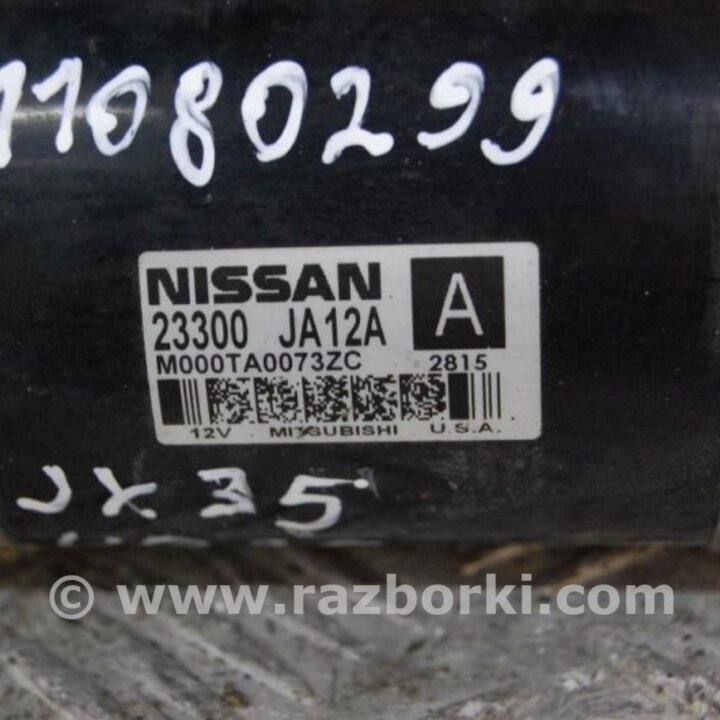 11080299
NISSAN
23300 JA12A A
M000TA0073ZC 2815
12V MITSUBISHI U.S.A.
JX35
© www.razborki.com